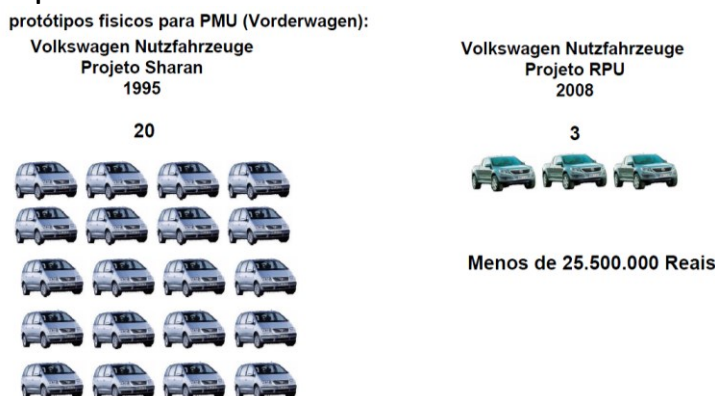 protótipos fisicos para PMU (Vorderwagen):
Volkswagen Nutzfahrzeuge
Projeto Sharan
1995
20
Volkswagen Nutzfahrzeuge
Projeto RPU
2008
3
Menos de 25.500.000 Reais